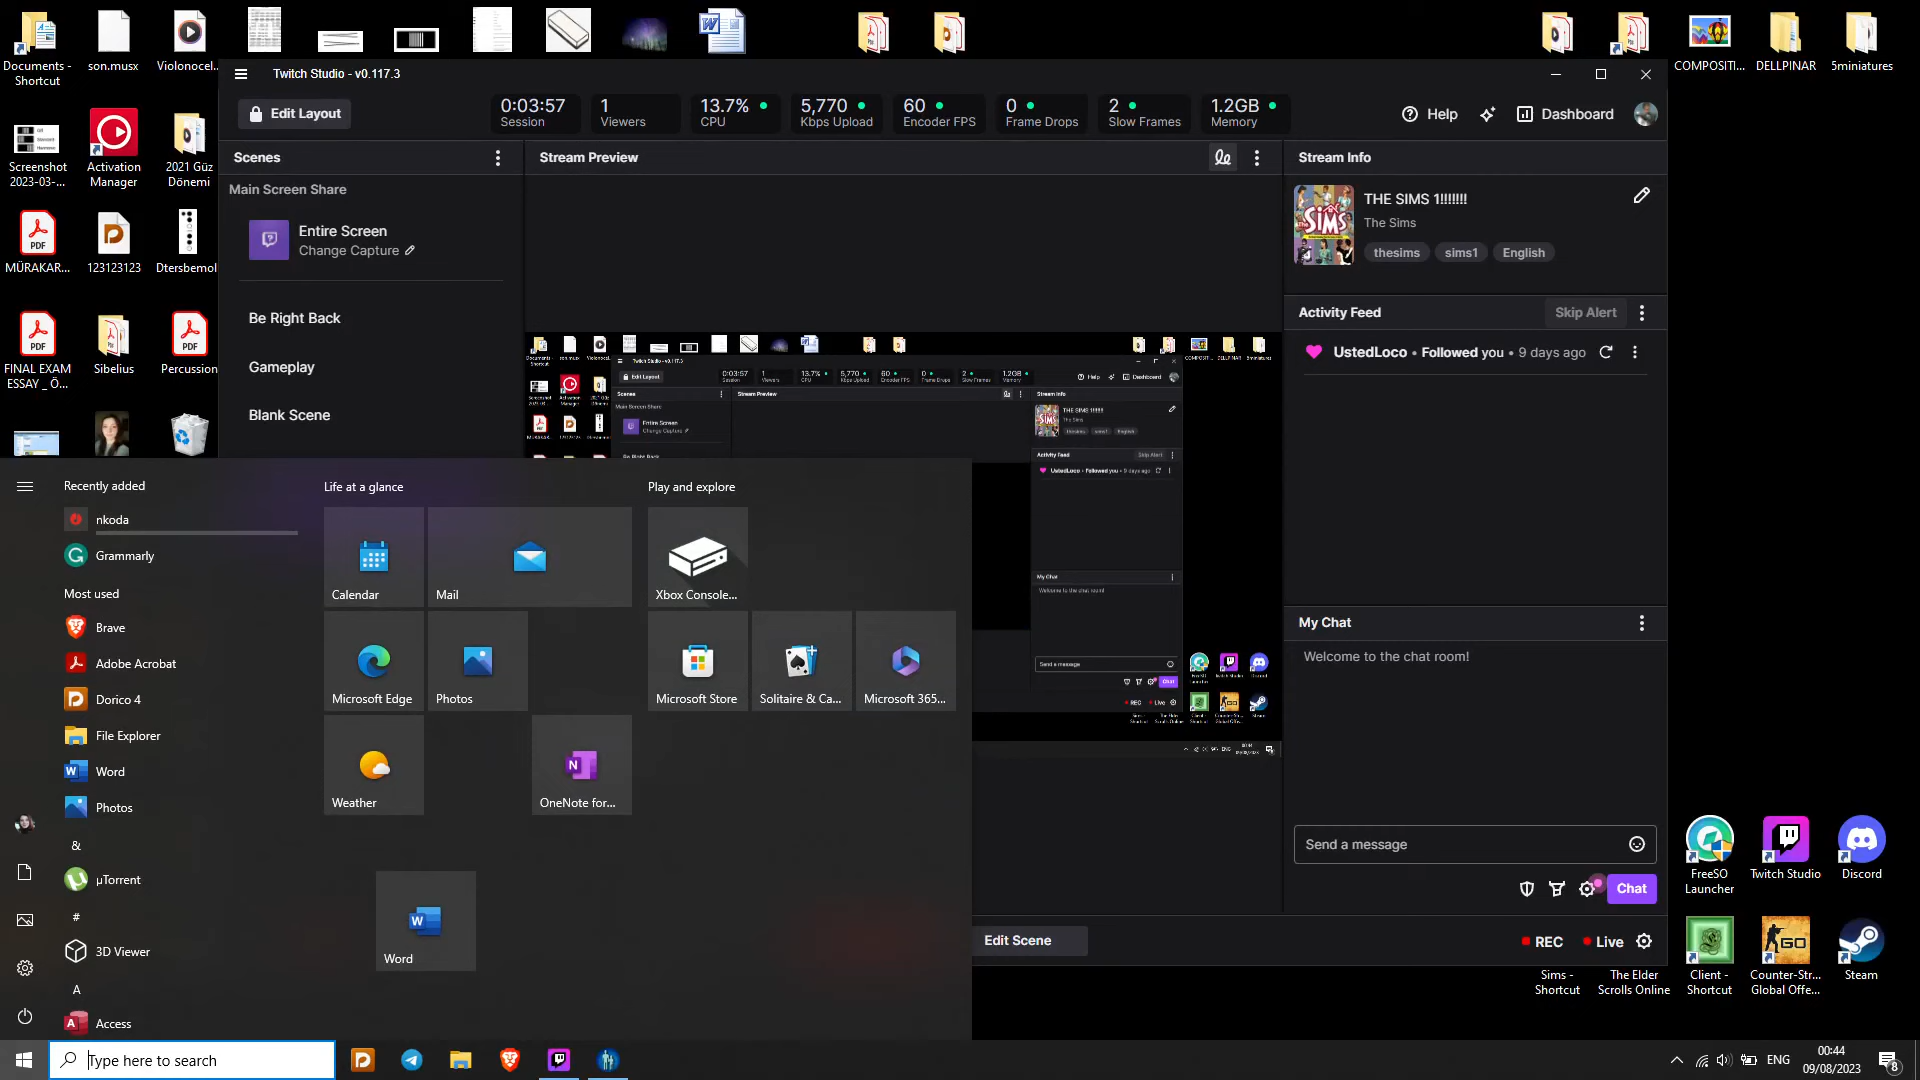 Documents -
Shortcut
son.musx
Violonocel...
COMPOSITI...
DELLPINAR
5miniatures
Twitch Studio - v0.117.3
Edit Layout
0:03:57
Session
1
Viewers
13.7%
CPU
5,770
Kbps Upload
60
Encoder FPS
0
Frame Drops
2
Slow Frames
1.2GB
Memory
Help
Dashboard
Screenshot
2023-03-...
Activation
Manager
2021 Güz
Dönemi
MÜRAKAR...
123123123
Dtersbemol
FINAL EXAM
ESSAY _ Ö...
Sibelius
Percussion
Scenes
Main Screen Share
Entire Screen
Change Capture
Be Right Back
Gameplay
Blank Scene
Stream Preview
Stream Info
THE SIMS 1!!!!!!!
The Sims
thesims
sims1
English
Activity Feed
Skip Alert
UstedLoco • Followed you • 9 days ago
My Chat
Welcome to the chat room!
Send a message
Chat
Edit Scene
REC
Live
Recently added
nkoda
Grammarly
Most used
Brave
Adobe Acrobat
Dorico 4
File Explorer
Word
Photos
&
µTorrent
#
3D Viewer
A
Access
Life at a glance
Calendar
Mail
Microsoft Edge
Photos
Weather
OneNote for...
Word
Play and explore
Xbox Console...
Microsoft Store
Solitaire & Ca...
Microsoft 365...
FreeSO
Launcher
Twitch Studio
Discord
Sims -
Shortcut
The Elder
Scrolls Online
Client -
Shortcut
Counter-Str...
Global Offe...
Steam
Type here to search
ENG
00:44
09/08/2023
8